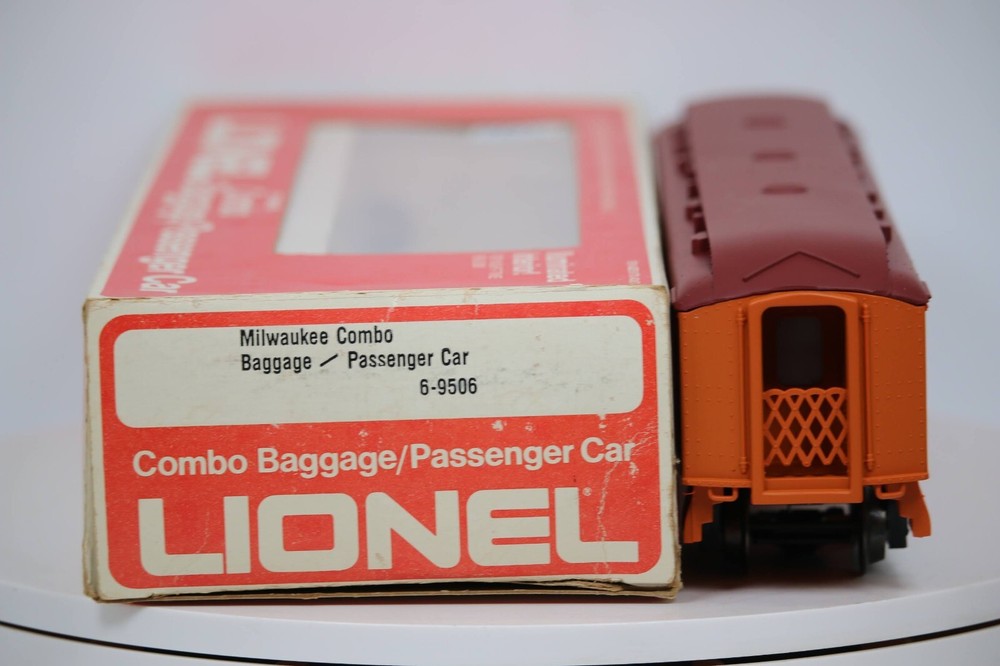 Milwaukee Combo
Baggage / Passenger Car
6-9506
Combo Baggage/Passenger Car
LIONEL®